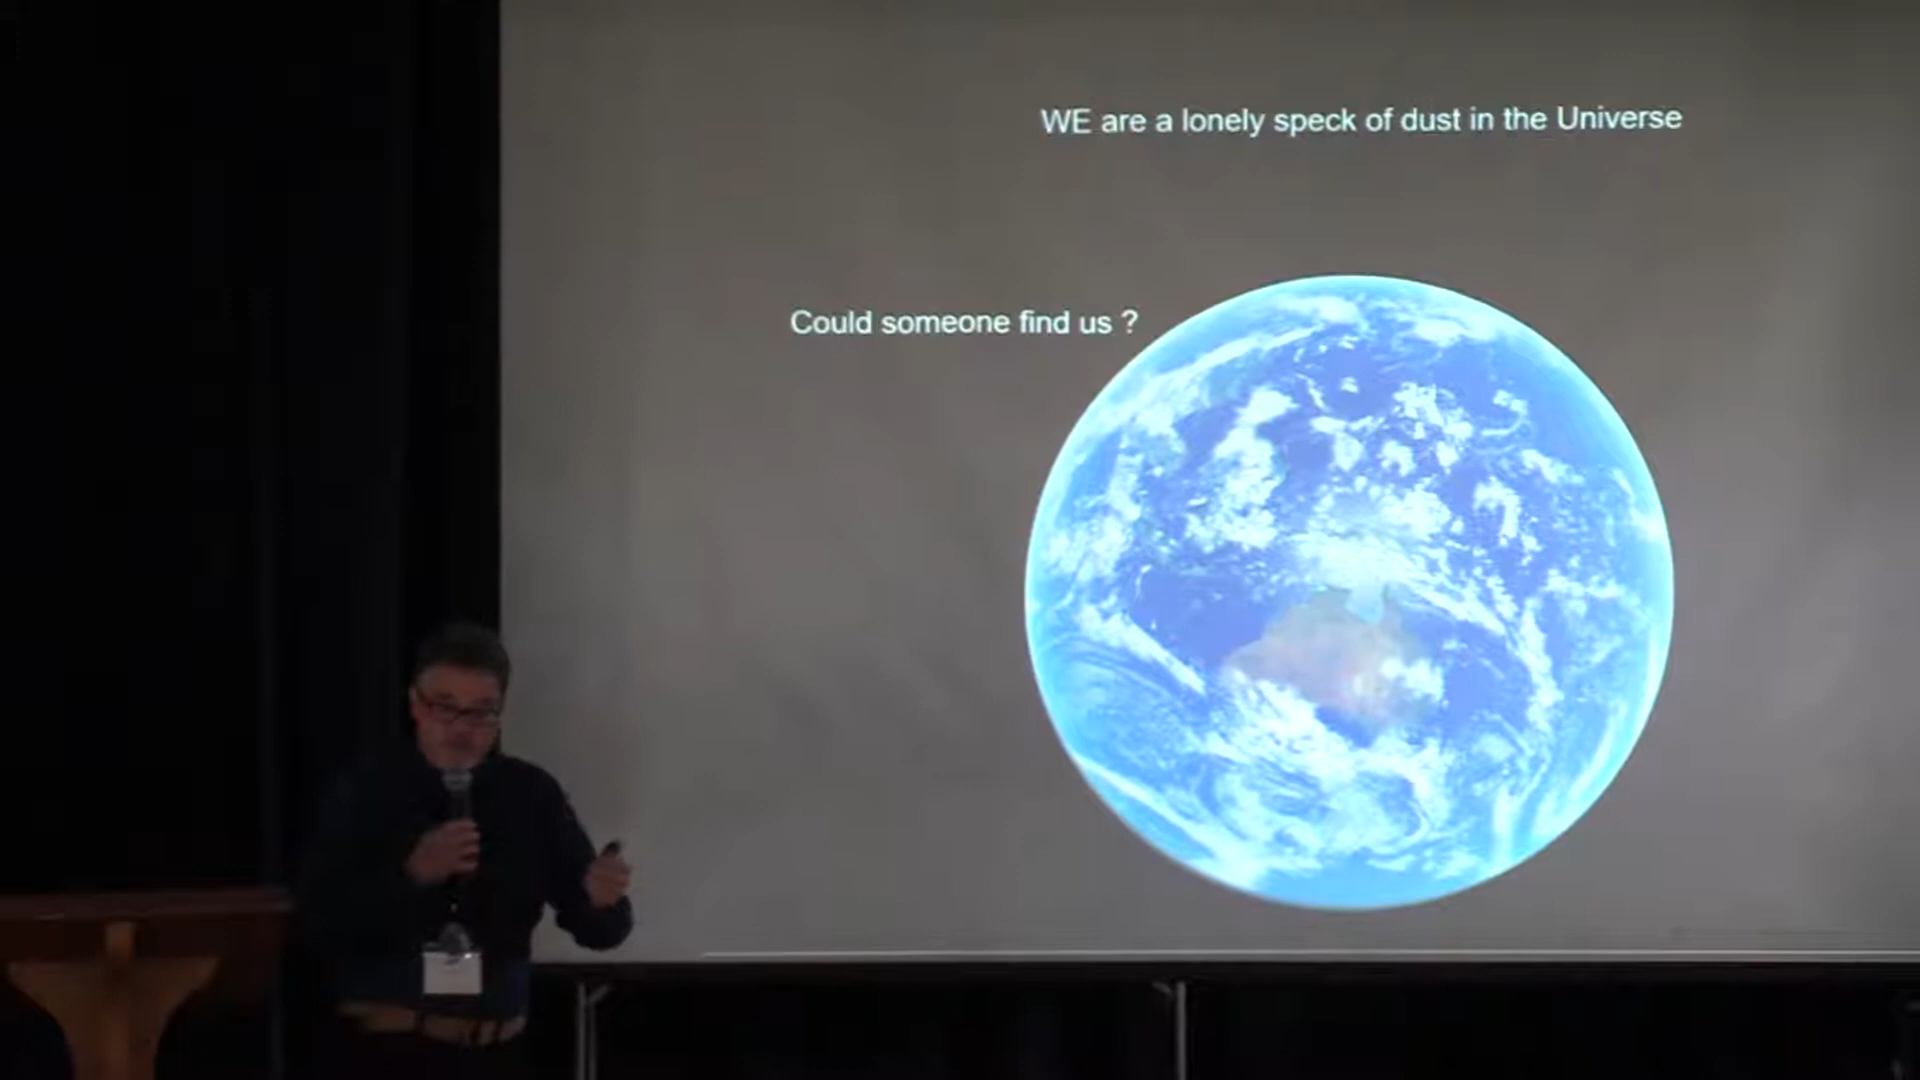 WE are a lonely speck of dust in the Universe
Could someone find us ?